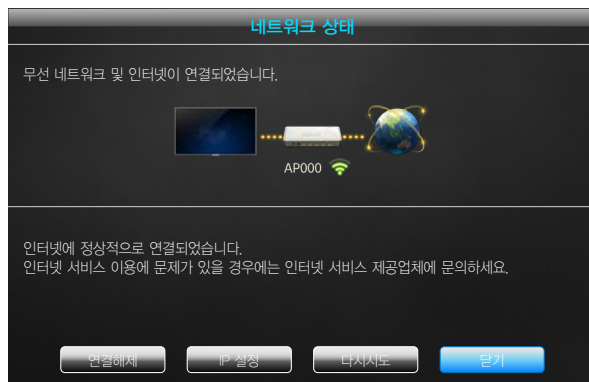 네트워크 상태
무선 네트워크 및 인터넷이 연결되었습니다.
AP000
인터넷에 정상적으로 연결되었습니다.
인터넷 서비스 이용에 문제가 있을 경우에는 인터넷 서비스 제공업체에 문의하세요.
연결해제 IP 설정 다시시도 닫기